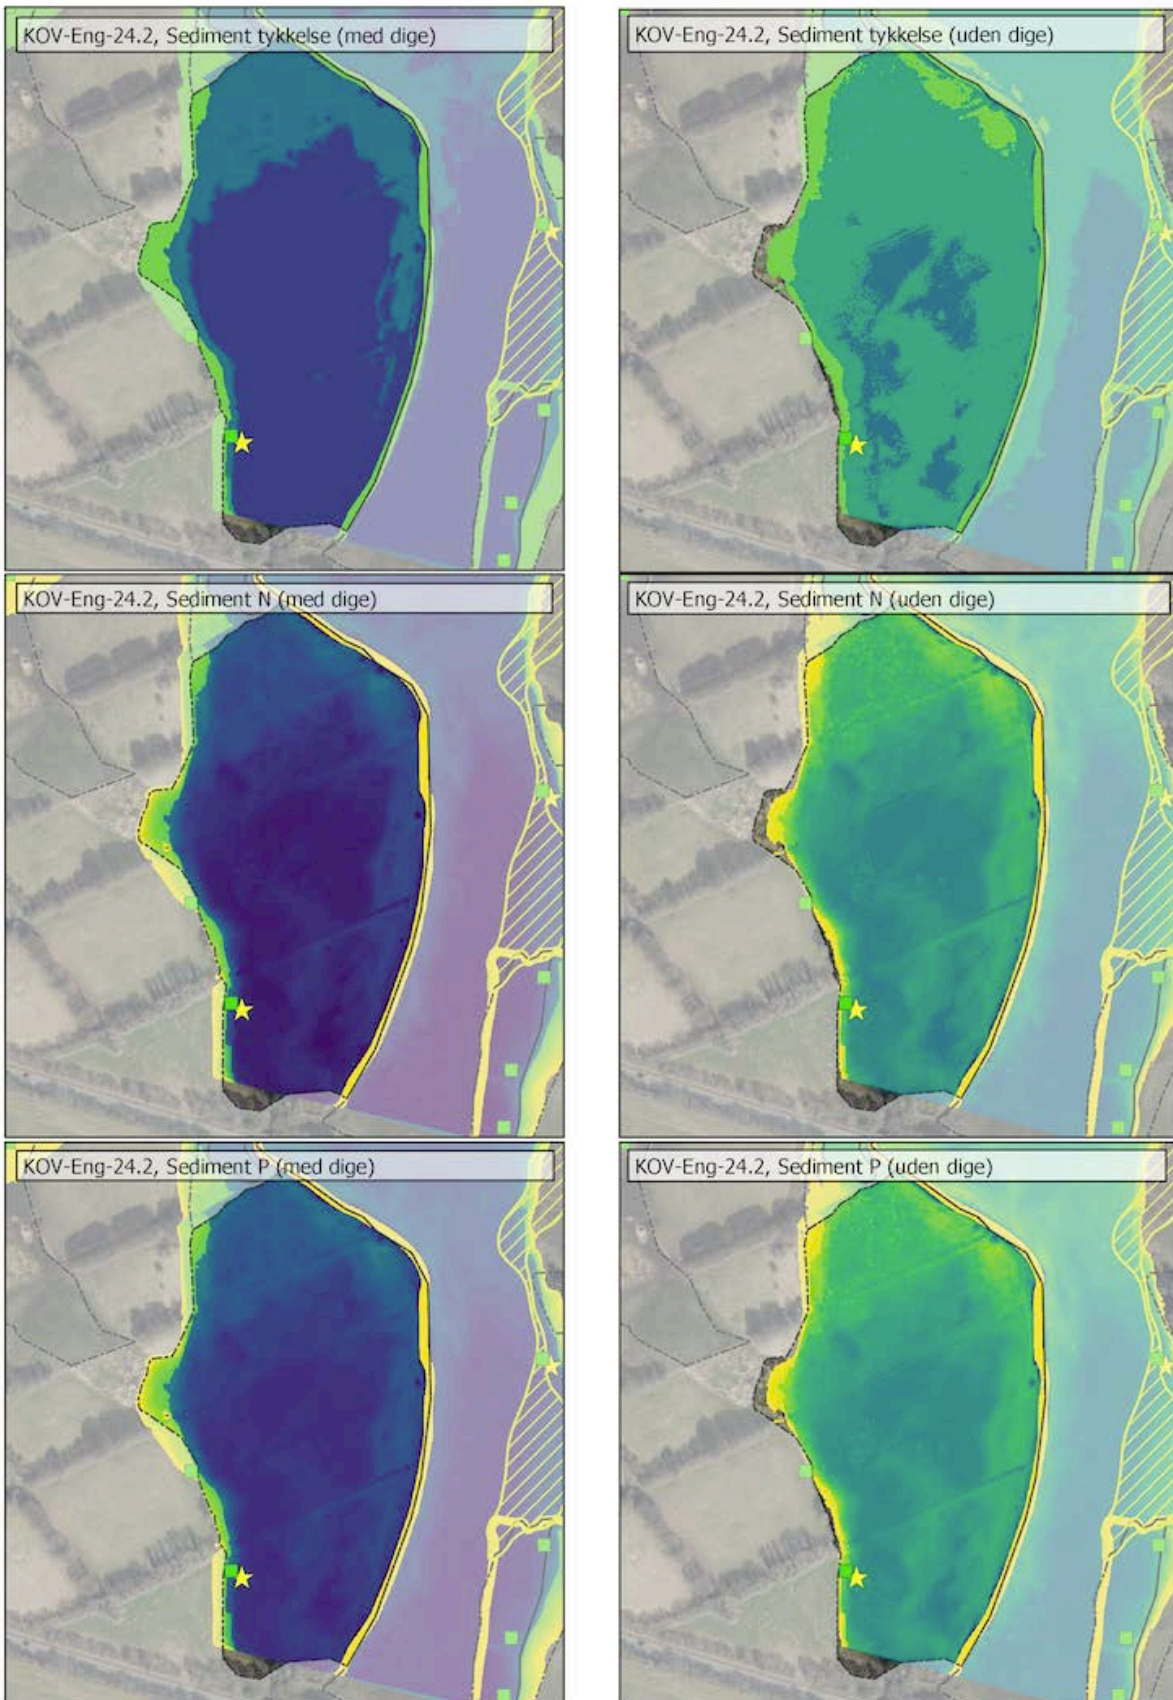 KOV-Eng-24.2, Sediment tykkelse (med dige)
KOV-Eng-24.2, Sediment tykkelse (uden dige)
KOV-Eng-24.2, Sediment N (med dige)
KOV-Eng-24.2, Sediment N (uden dige)
KOV-Eng-24.2, Sediment P (med dige)
KOV-Eng-24.2, Sediment P (uden dige)